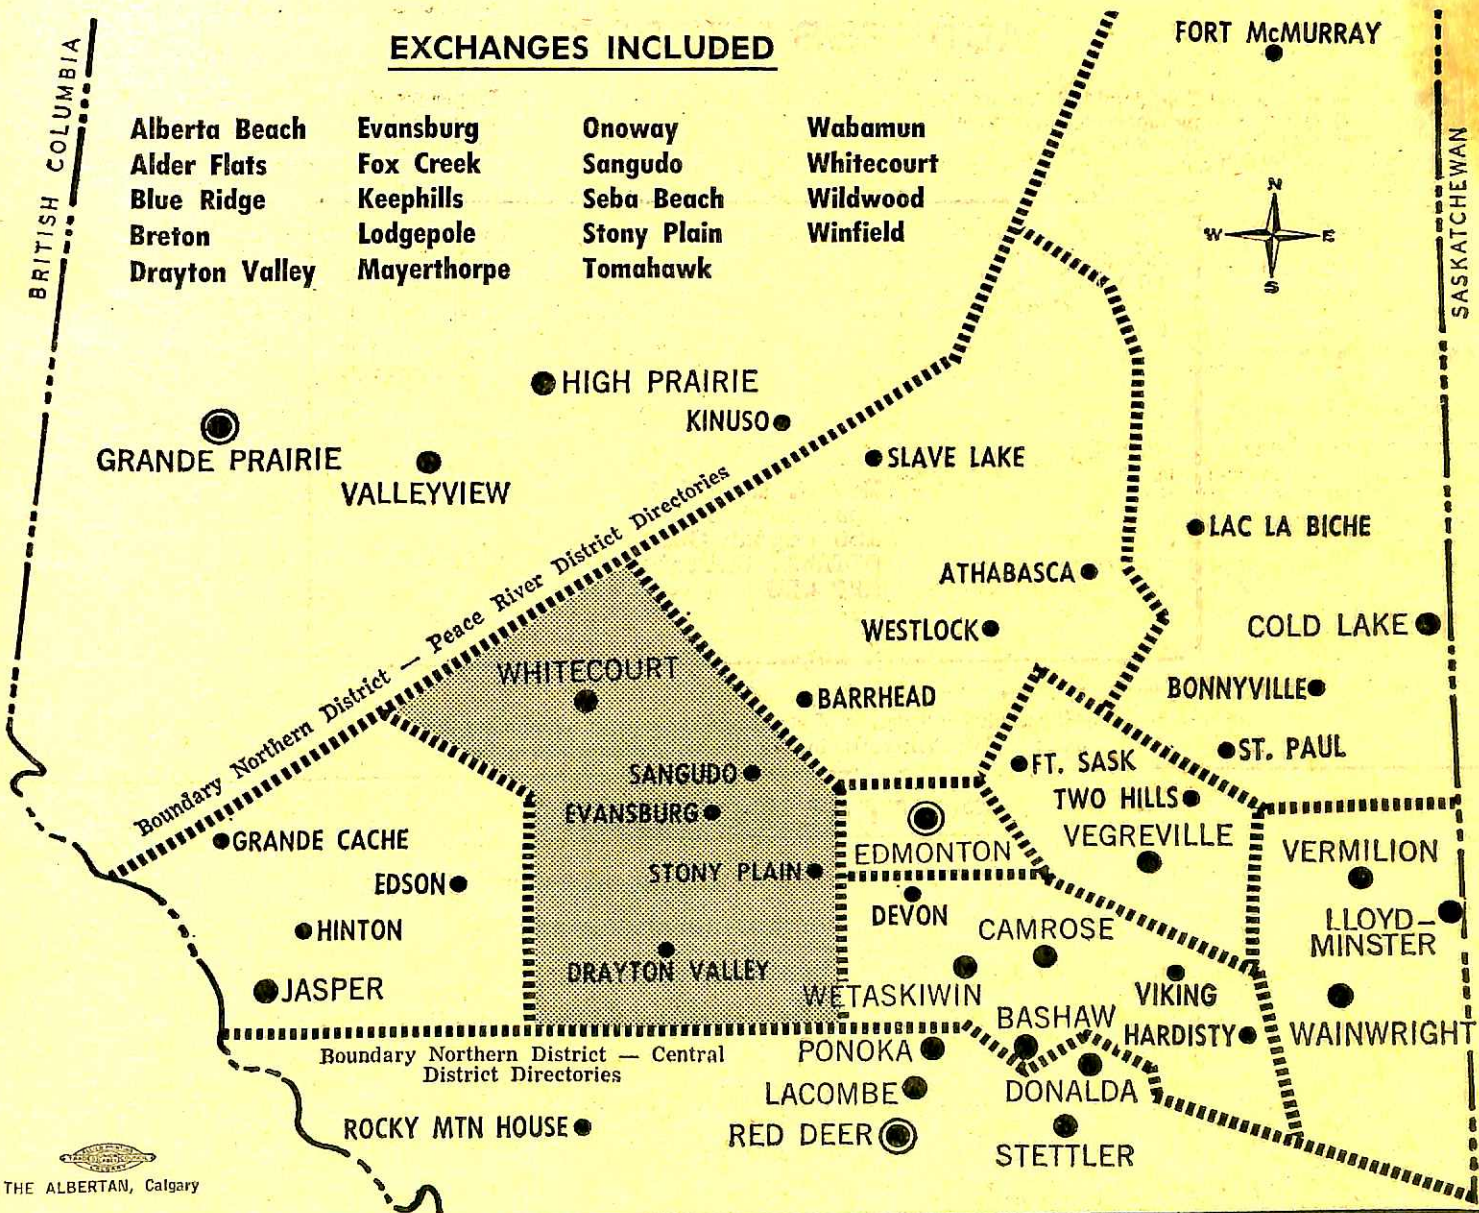 FORT McMURRAY
EXCHANGES INCLUDED
BRITISH COLUMBIA
SASKATCHEWAN
Alberta Beach
Alder Flats
Blue Ridge
Breton
Drayton Valley
Evansburg
Fox Creek
Keephills
Lodgepole
Mayerthorpe
Onoway
Sangudo
Seba Beach
Stony Plain
Tomahawk
Wabamun
Whitecourt
Wildwood
Winfield
N
W E
S
HIGH PRAIRIE
KINUSO
GRANDE PRAIRIE
VALLEYVIEW
SLAVE LAKE
Boundary Northern District — Peace River District Directories
LAC LA BICHE
ATHABASCA
WESTLOCK
COLD LAKE
WHITECOURT
BARRHEAD
BONNYVILLE
ST. PAUL
SANGUDO
FT. SASK
EVANSBURG
TWO HILLS
GRANDE CACHE
EDMONTON
VEGREVILLE
VERMILION
EDSON
STONY PLAIN
DEVON
HINTON
CAMROSE
LLOYD-
MINSTER
DRAYTON VALLEY
JASPER
WETASKIWIN
VIKING
BASHAW
HARDISTY
WAINWRIGHT
Boundary Northern District — Central
District Directories
PONOKA
LACOMBE
DONALDA
ROCKY MTN HOUSE
RED DEER
STETTLER
THE ALBERTAN, Calgary